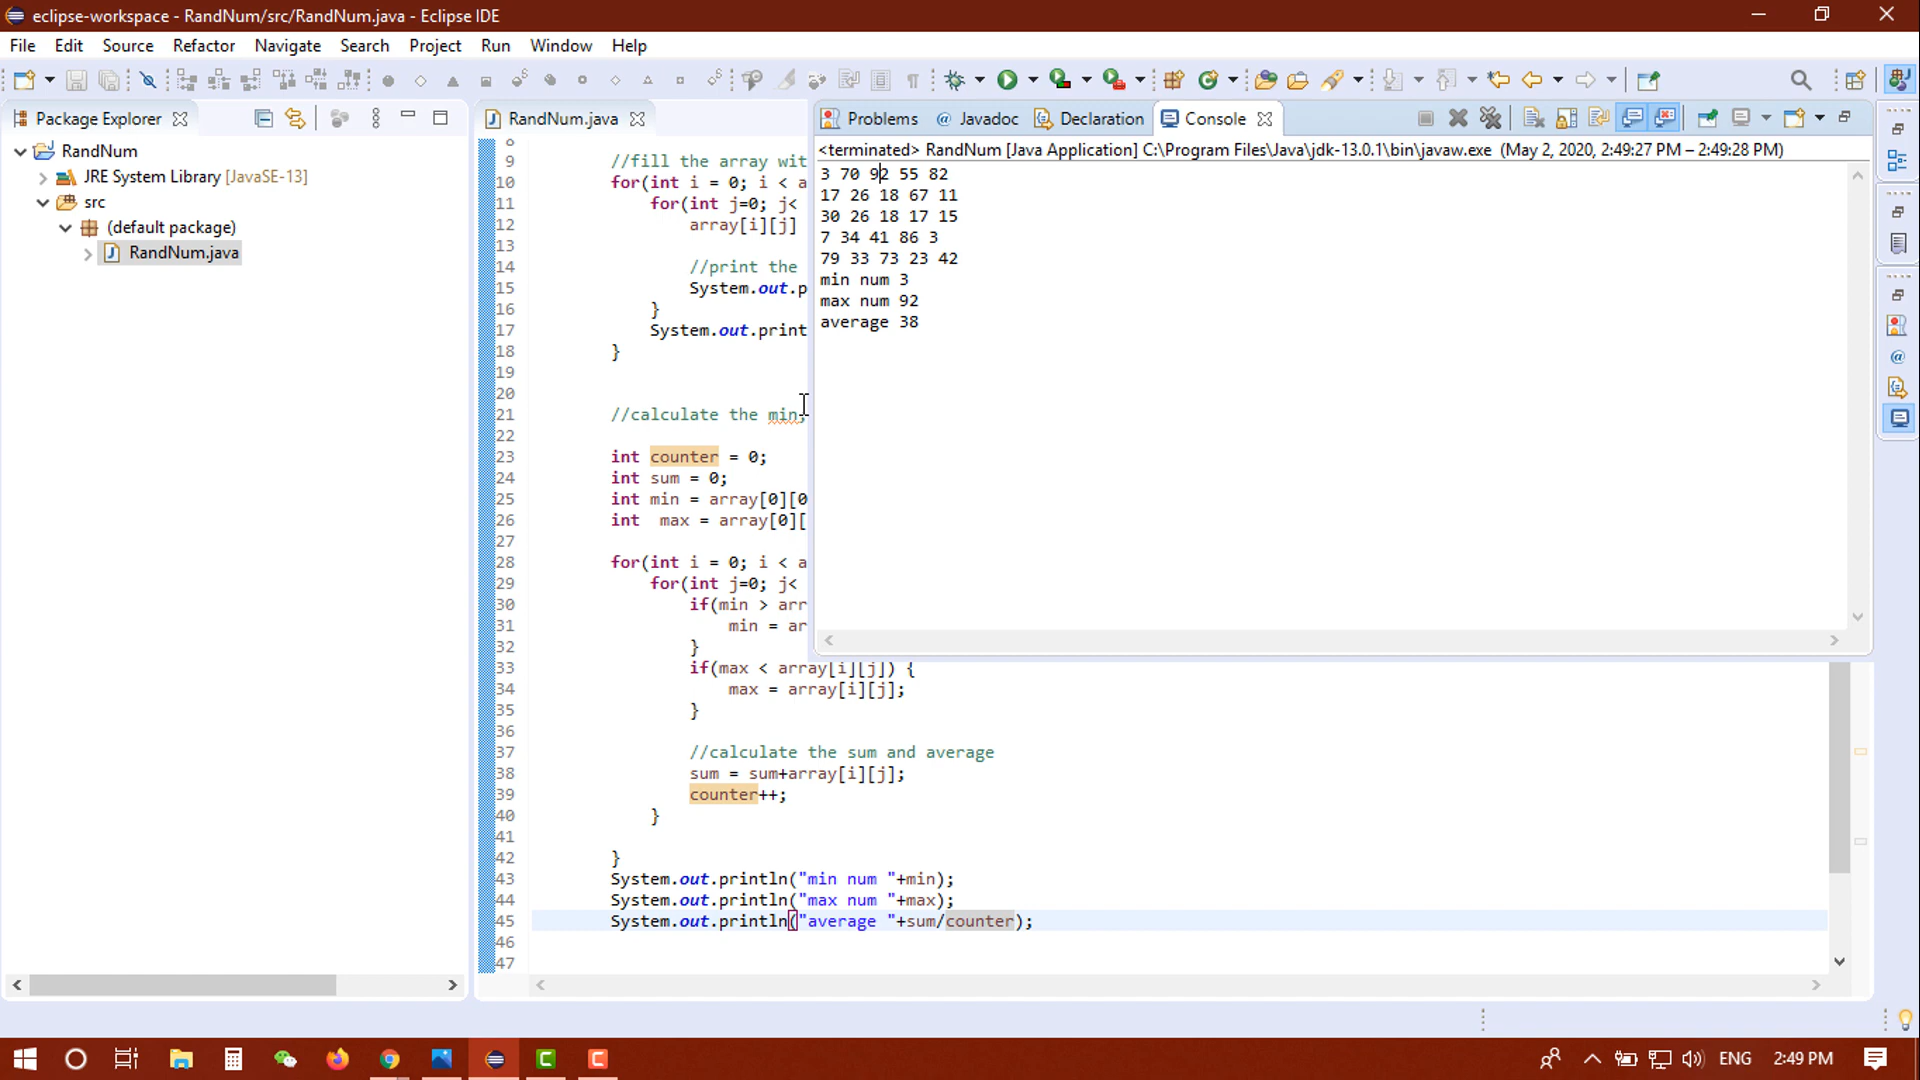 eclipse-workspace - RandNum/src/RandNum.java - Eclipse IDE
File Edit Source Refactor Navigate Search Project Run Window Help
Package Explorer
RandNum
JRE System Library [JavaSE-13]
src
(default package)
RandNum.java
RandNum.java
8
9 //fill the array wit
10 for(int i = 0; i < a
11 for(int j=0; j<
12 array[i][j]
13
14 //print the
15 System.out.p
16 }
17 System.out.print
18 }
19
20
21 //calculate the min,
22
23 int counter = 0;
24 int sum = 0;
25 int min = array[0][0
26 int  max = array[0][
27
28 for(int i = 0; i < a
29 for(int j=0; j<
30 if(min > arr
31 min = ar
32 }
33 if(max < array[i][j]) {
34 max = array[i][j];
35 }
36
37 //calculate the sum and average
38 sum = sum+array[i][j];
39 counter++;
40 }
41
42 }
43 System.out.println("min num "+min);
44 System.out.println("max num "+max);
45 System.out.println("average "+sum/counter);
46
47
Problems Javadoc Declaration Console
<terminated> RandNum [Java Application] C:\Program Files\Java\jdk-13.0.1\bin\javaw.exe (May 2, 2020, 2:49:27 PM – 2:49:28 PM)
3 70 92 55 82
17 26 18 67 11
30 26 18 17 15
7 34 41 86 3
79 33 73 23 42
min num 3
max num 92
average 38
ENG 2:49 PM